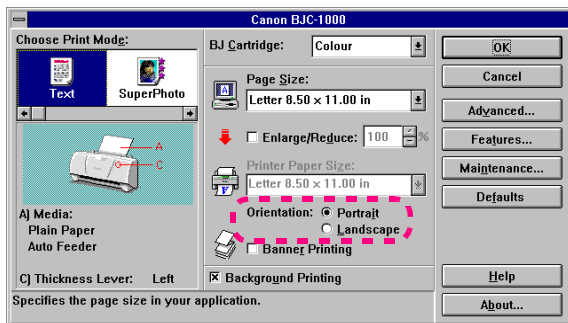 Canon BJC-1000
Choose Print Mode:
Text
SuperPhoto
A
C
A) Media:
Plain Paper
Auto Feeder
C) Thickness Lever: Left
BJ Cartridge: Colour
Page Size:
Letter 8.50 × 11.00 in
Enlarge/Reduce: 100 %
Printer Paper Size:
Letter 8.50 × 11.00 in
Orientation: Portrait
Landscape
Banner Printing
Background Printing
OK
Cancel
Advanced...
Features...
Maintenance...
Defaults
Help
About...
Specifies the page size in your application.